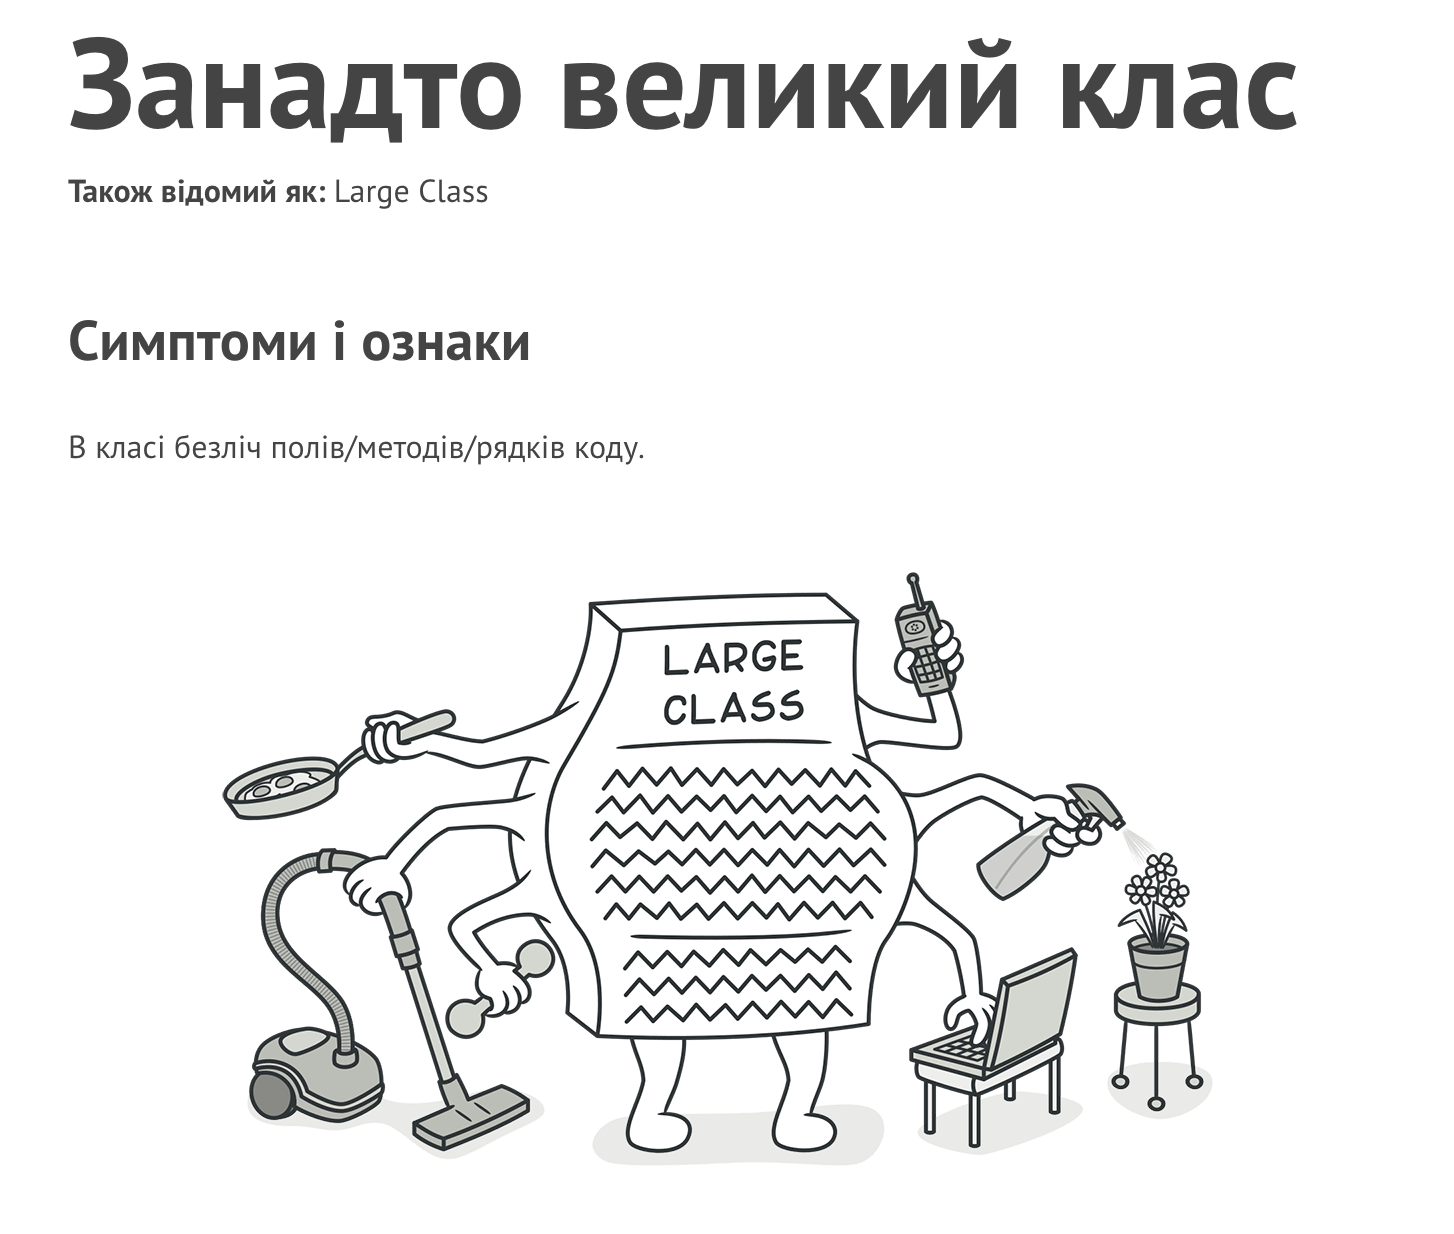 Занадто великий клас
Також відомий як: Large Class
Симптоми і ознаки
В класі безліч полів/методів/рядків коду.
LARGE
CLASS